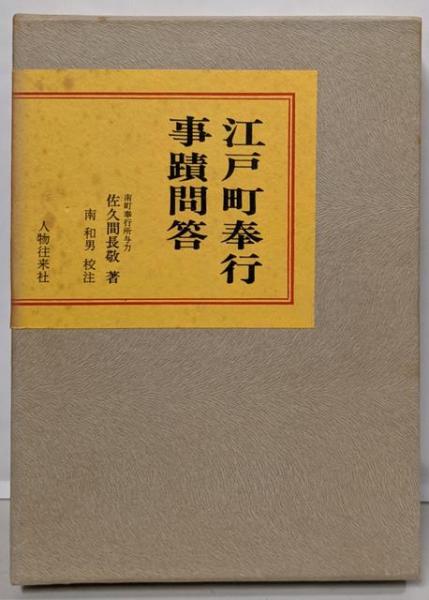 江戸町奉行
事蹟問答
南町奉行所与力
佐久間長敬 著
南 和男 校注
人物往来社